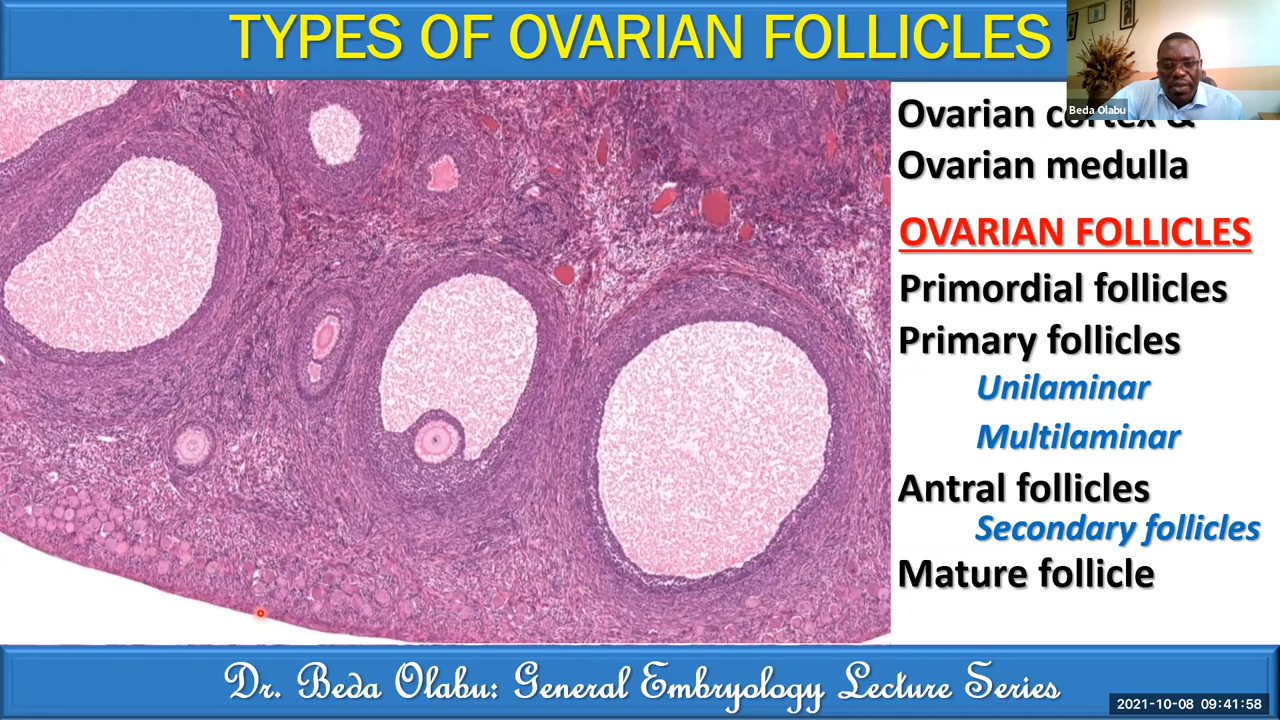 TYPES OF OVARIAN FOLLICLES
Beda Olabu
Ovarian cortex &
Ovarian medulla
OVARIAN FOLLICLES
Primordial follicles
Primary follicles
Unilaminar
Multilaminar
Antral follicles
Secondary follicles
Mature follicle
Dr. Beda Olabu: General Embryology Lecture Series
2021-10-08 09:41:58